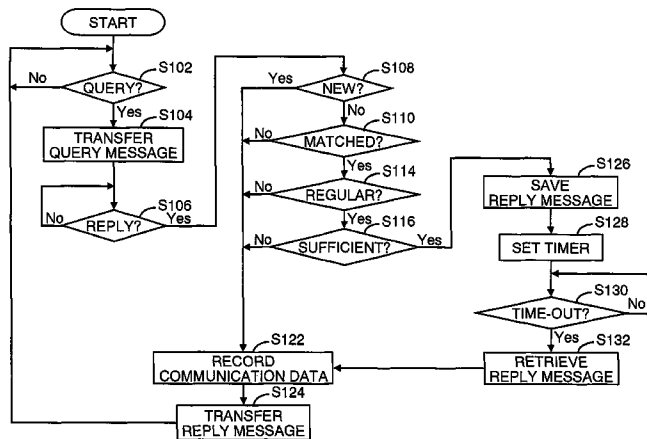 START
S102
No
QUERY?
Yes
S104
TRANSFER
QUERY MESSAGE
S106
No
REPLY?
Yes
S108
Yes
NEW?
No
S110
No
MATCHED?
Yes
S114
No
REGULAR?
Yes
S116
No
SUFFICIENT?
Yes
S126
SAVE
REPLY MESSAGE
S128
SET TIMER
S130
TIME-OUT?
No
Yes
S132
RETRIEVE
REPLY MESSAGE
S122
RECORD
COMMUNICATION DATA
S124
TRANSFER
REPLY MESSAGE